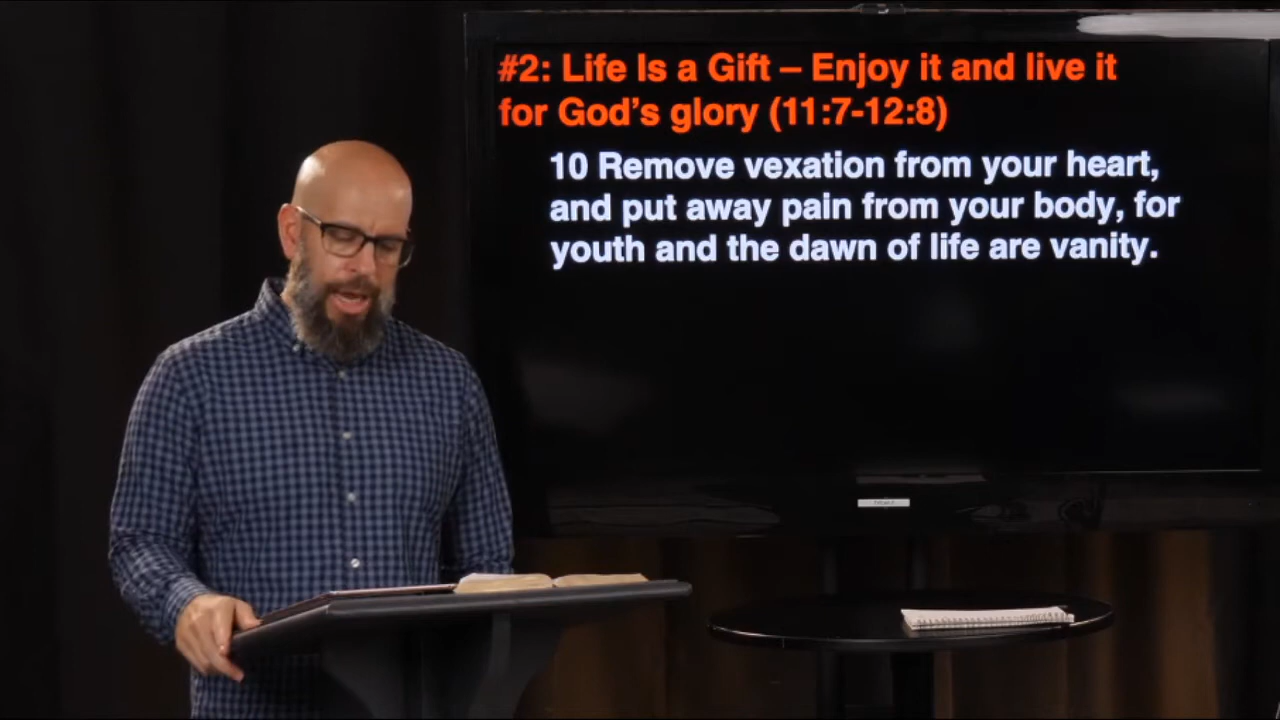 #2: Life Is a Gift – Enjoy it and live it
for God's glory (11:7-12:8)
10 Remove vexation from your heart,
and put away pain from your body, for
youth and the dawn of life are vanity.